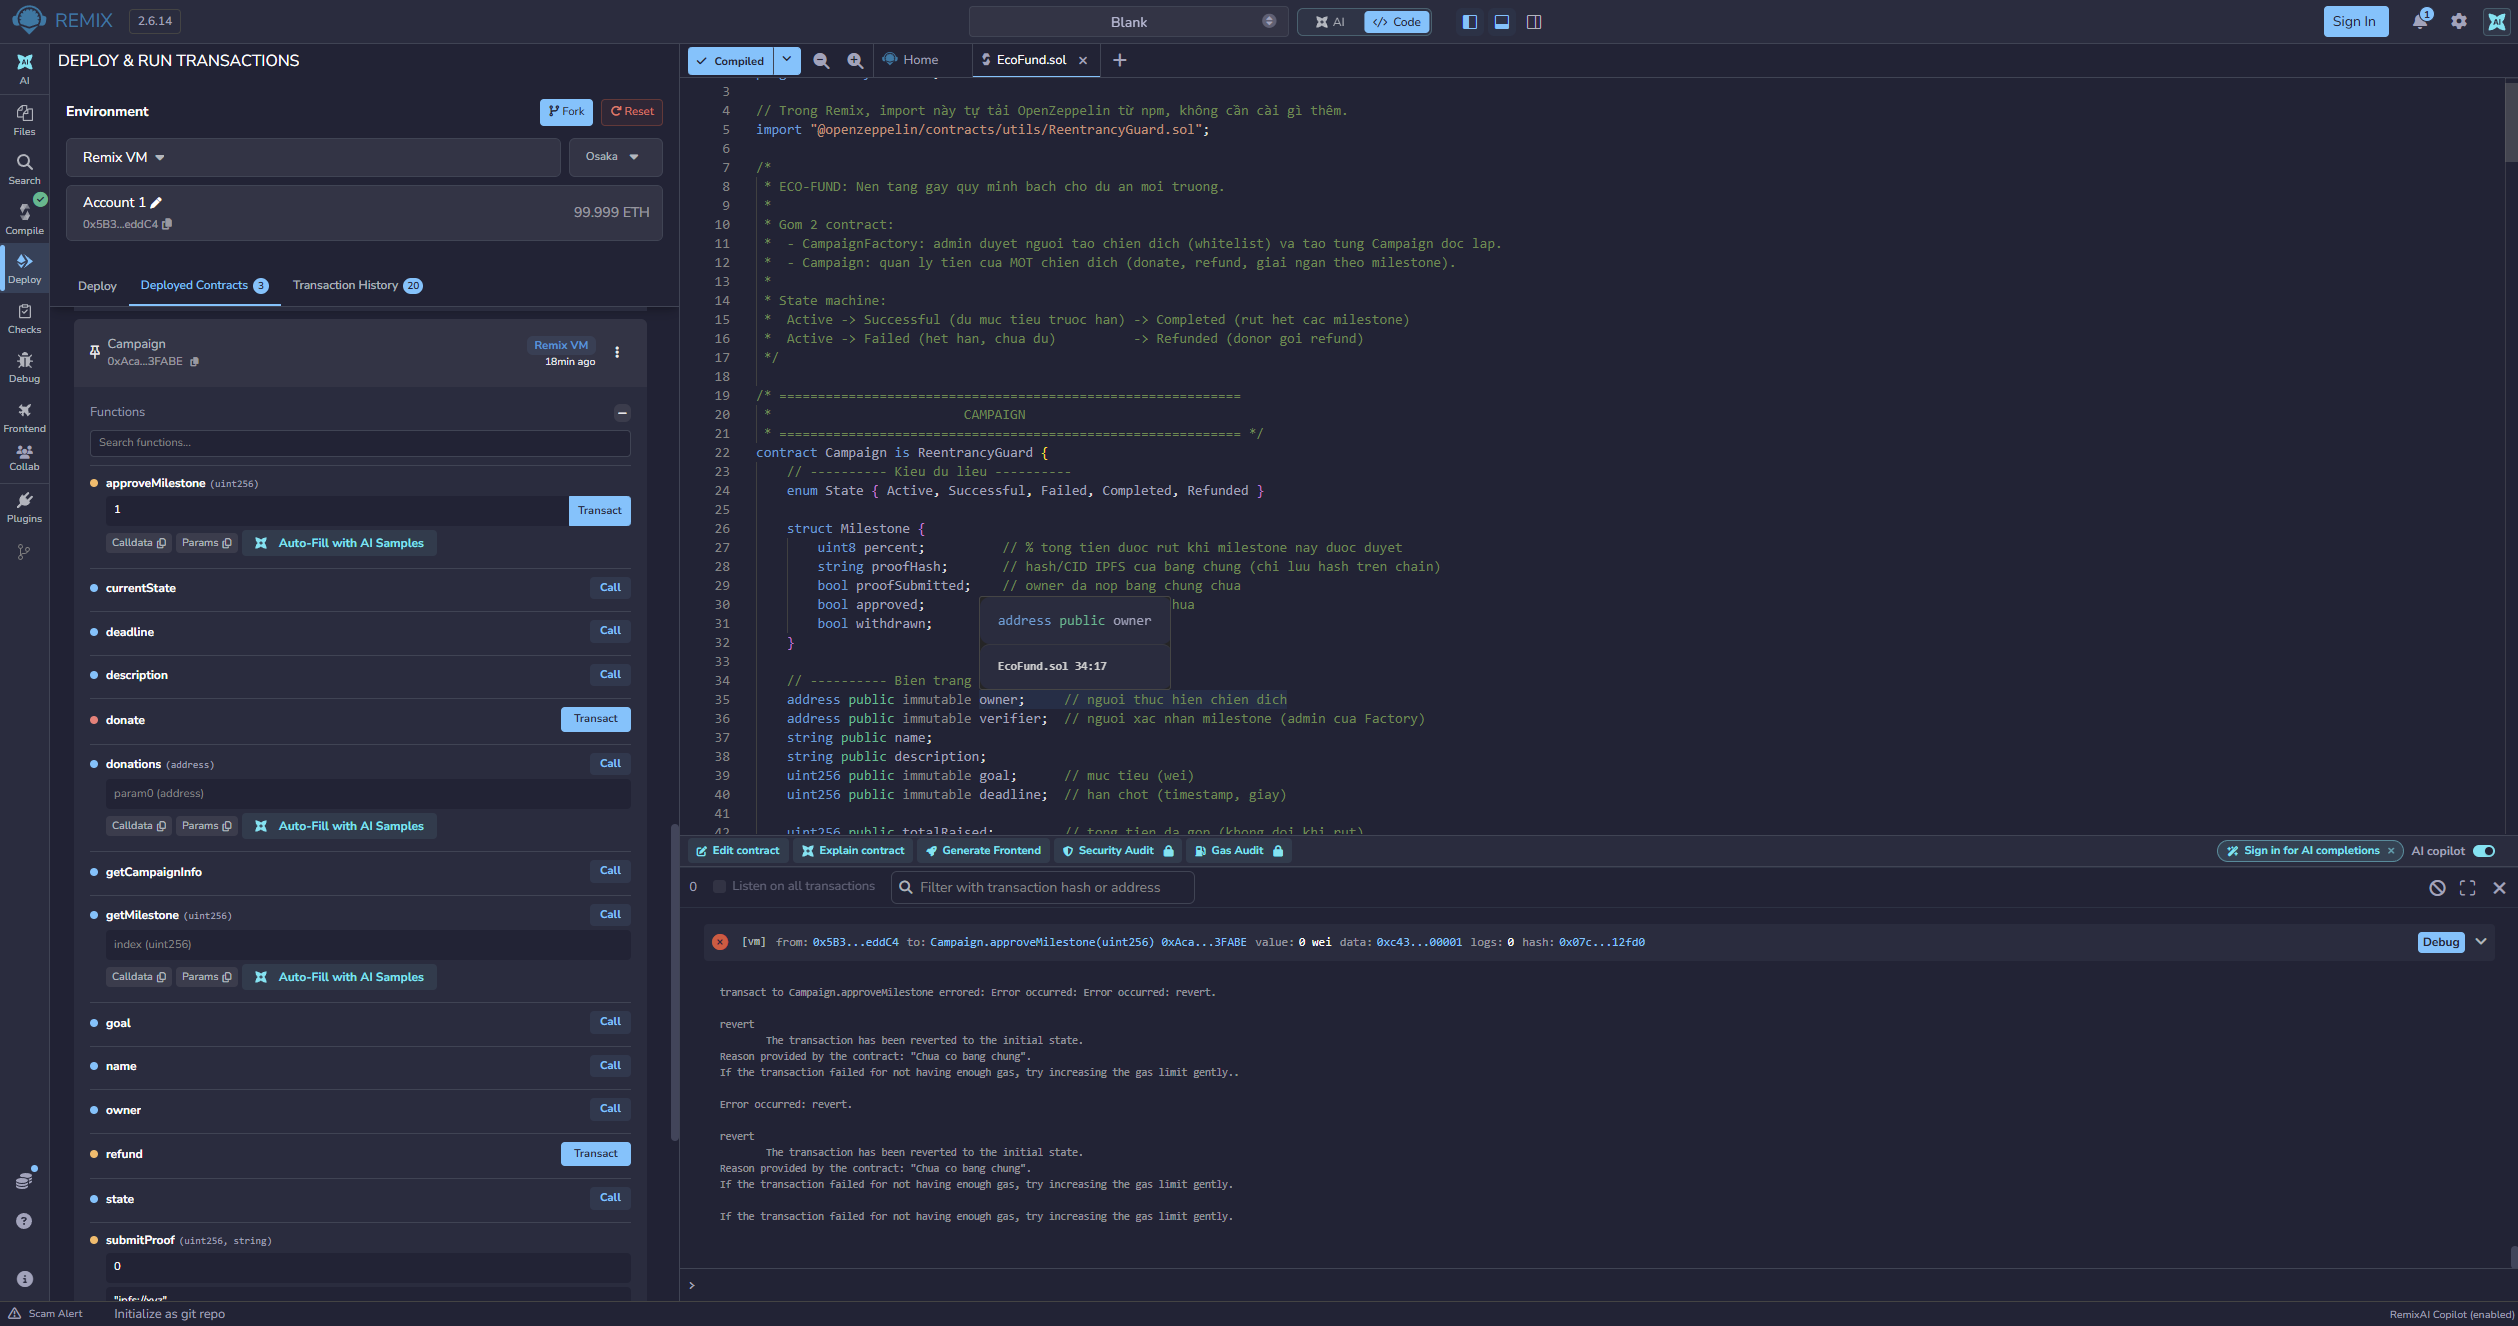 REMIX
2.6.14
Blank
AI
Code
Sign In
1
AI
Files
Search
Compile
Deploy
Checks
Debug
Frontend
Collab
Plugins
DEPLOY & RUN TRANSACTIONS
Environment
Fork
Reset
Remix VM
Osaka
Account 1
0x5B3...eddC4
99.999 ETH
Deploy
Deployed Contracts 3
Transaction History 20
Campaign
0xAca...3FABE
Remix VM
18min ago
Functions
Search functions...
approveMilestone (uint256)
1
Transact
Calldata
Params
Auto-Fill with AI Samples
currentState
Call
deadline
Call
description
Call
donate
Transact
donations (address)
Call
param0 (address)
Calldata
Params
Auto-Fill with AI Samples
getCampaignInfo
Call
getMilestone (uint256)
Call
index (uint256)
Calldata
Params
Auto-Fill with AI Samples
goal
Call
name
Call
owner
Call
refund
Transact
state
Call
submitProof (uint256, string)
0
"ipfs://xyz"
Compiled
Home
EcoFund.sol
3
4 // Trong Remix, import này tự tải OpenZeppelin từ npm, không cần cài gì thêm.
5 import "@openzeppelin/contracts/utils/ReentrancyGuard.sol";
6
7 /*
8 * ECO-FUND: Nen tang gay quy minh bach cho du an moi truong.
9 *
10 * Gom 2 contract:
11 *  - CampaignFactory: admin duyet nguoi tao chien dich (whitelist) va tao tung Campaign doc lap.
12 *  - Campaign: quan ly tien cua MOT chien dich (donate, refund, giai ngan theo milestone).
13 *
14 * State machine:
15 *  Active -> Successful (du muc tieu truoc han) -> Completed (rut het cac milestone)
16 *  Active -> Failed (het han, chua du)          -> Refunded (donor goi refund)
17 */
18
19 /* ============================================================
20 *                         CAMPAIGN
21 * ============================================================ */
22 contract Campaign is ReentrancyGuard {
23 // ---------- Kieu du lieu ----------
24 enum State { Active, Successful, Failed, Completed, Refunded }
25
26 struct Milestone {
27 uint8 percent;          // % tong tien duoc rut khi milestone nay duoc duyet
28 string proofHash;       // hash/CID IPFS cua bang chung (chi luu hash tren chain)
29 bool proofSubmitted;    // owner da nop bang chung chua
30 bool approved; hua
31 bool withdrawn;
32 }
33
34 // ---------- Bien trang
address public owner
EcoFund.sol 34:17
35 address public immutable owner;     // nguoi thuc hien chien dich
36 address public immutable verifier;  // nguoi xac nhan milestone (admin cua Factory)
37 string public name;
38 string public description;
39 uint256 public immutable goal;      // muc tieu (wei)
40 uint256 public immutable deadline;  // han chot (timestamp, giay)
41
42 uint256 public totalRaised;         // tong tien da gop (khong doi khi rut)
Edit contract
Explain contract
Generate Frontend
Security Audit
Gas Audit
Sign in for AI completions ×
AI copilot
0
Listen on all transactions
Filter with transaction hash or address
[vm] from: 0x5B3...eddC4 to: Campaign.approveMilestone(uint256) 0xAca...3FABE value: 0 wei data: 0xc43...00001 logs: 0 hash: 0x07c...12fd0
Debug
transact to Campaign.approveMilestone errored: Error occurred: Error occurred: revert.
revert
The transaction has been reverted to the initial state.
Reason provided by the contract: "Chua co bang chung".
If the transaction failed for not having enough gas, try increasing the gas limit gently..
Error occurred: revert.
revert
The transaction has been reverted to the initial state.
Reason provided by the contract: "Chua co bang chung".
If the transaction failed for not having enough gas, try increasing the gas limit gently.
If the transaction failed for not having enough gas, try increasing the gas limit gently.
>
Scam Alert
Initialize as git repo
RemixAI Copilot (enabled)